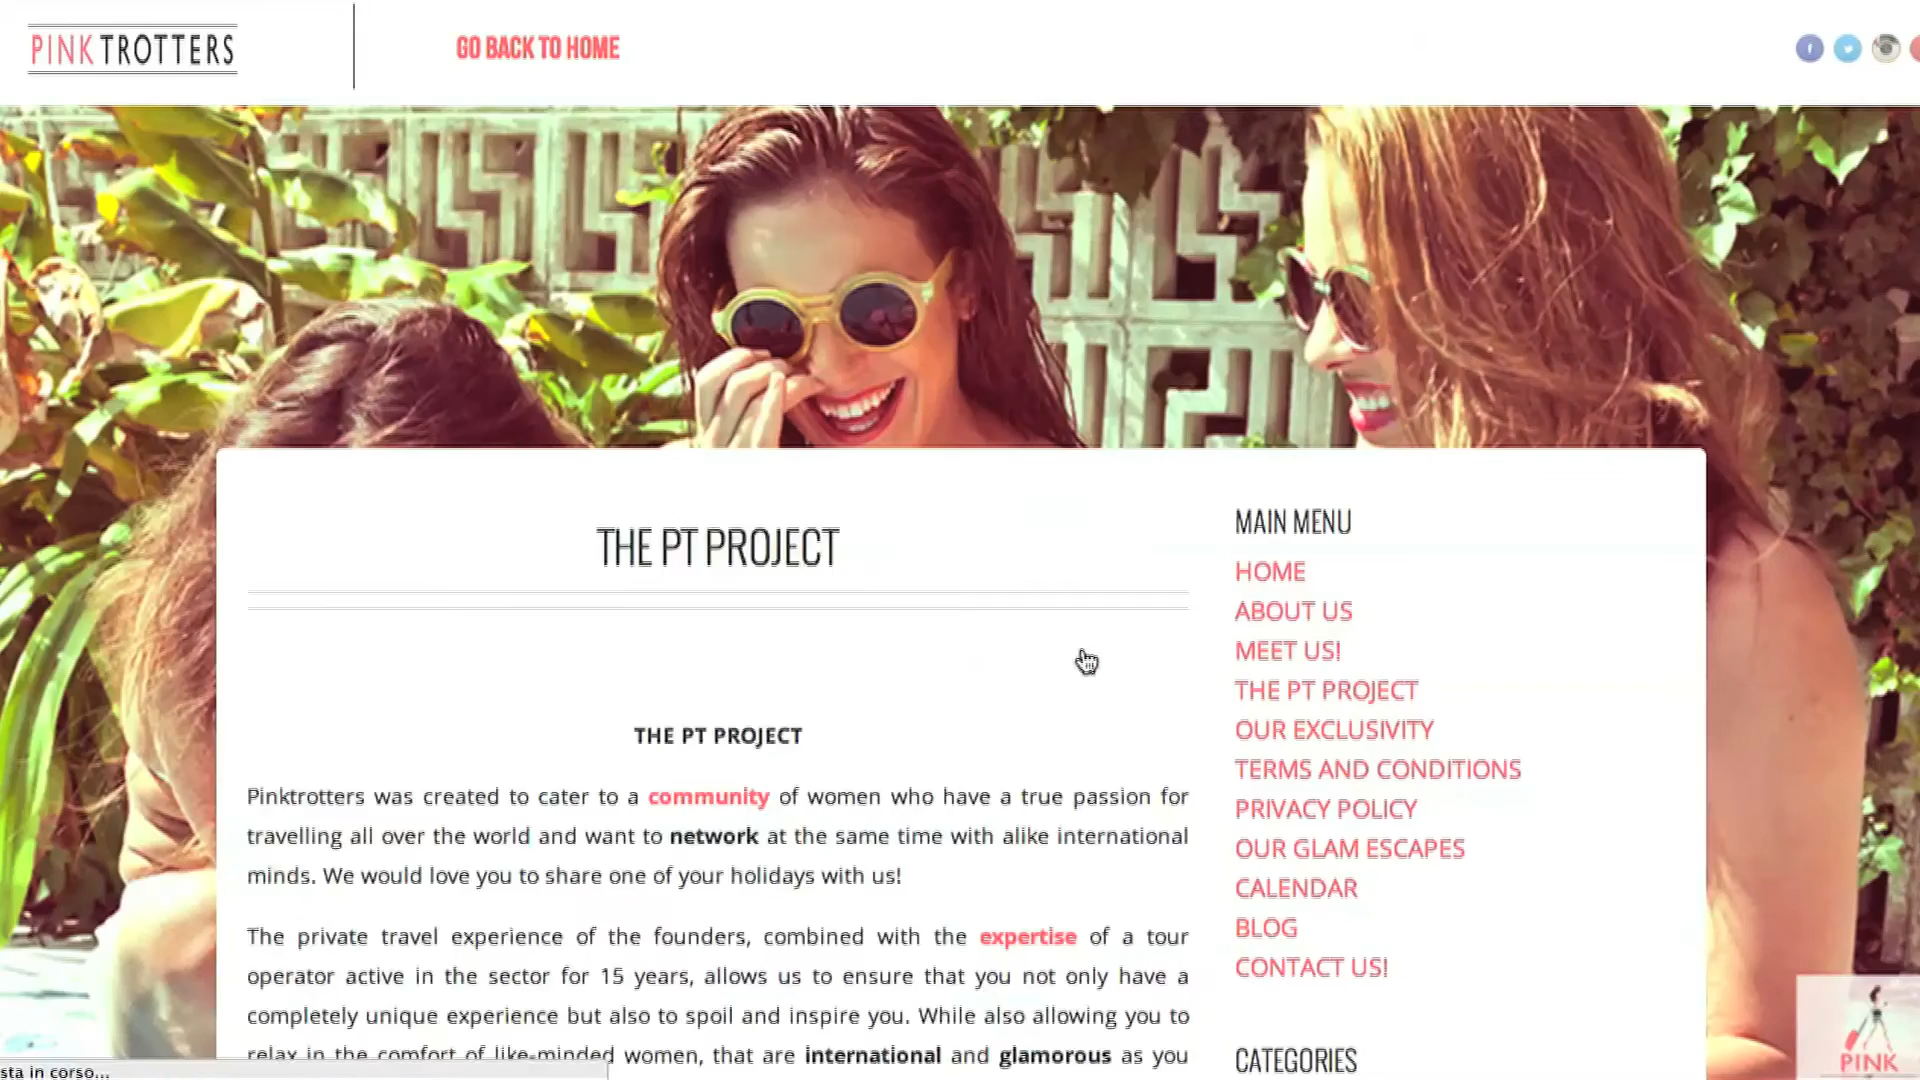 PINKTROTTERS
GO BACK TO HOME
THE PT PROJECT
THE PT PROJECT
Pinktrotters was created to cater to a community of women who have a true passion for
travelling all over the world and want to network at the same time with alike international
minds. We would love you to share one of your holidays with us!
The private travel experience of the founders, combined with the expertise of a tour
operator active in the sector for 15 years, allows us to ensure that you not only have a
completely unique experience but also to spoil and inspire you. While also allowing you to
relax in the comfort of like-minded women, that are international and glamorous as you
MAIN MENU
HOME
ABOUT US
MEET US!
THE PT PROJECT
OUR EXCLUSIVITY
TERMS AND CONDITIONS
PRIVACY POLICY
OUR GLAM ESCAPES
CALENDAR
BLOG
CONTACT US!
CATEGORIES
PINK
sta in corso...